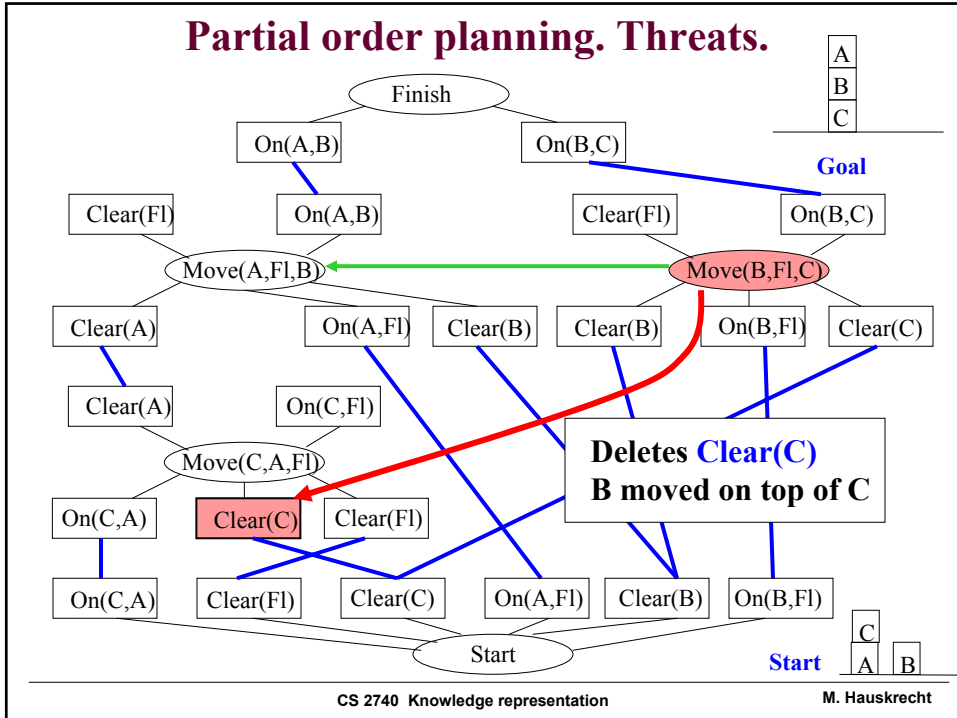 Partial order planning. Threats.
A
B
C
Finish
On(A,B)
On(B,C)
Goal
Clear(Fl)
On(A,B)
Clear(Fl)
On(B,C)
Move(A,Fl,B)
Move(B,Fl,C)
Clear(A)
On(A,Fl)
Clear(B)
Clear(B)
On(B,Fl)
Clear(C)
Clear(A)
On(C,Fl)
Move(C,A,Fl)
Deletes Clear(C)
B moved on top of C
On(C,A)
Clear(C)
Clear(Fl)
On(C,A)
Clear(Fl)
Clear(C)
On(A,Fl)
Clear(B)
On(B,Fl)
Start
C
Start
A
B
CS 2740 Knowledge representation
M. Hauskrecht